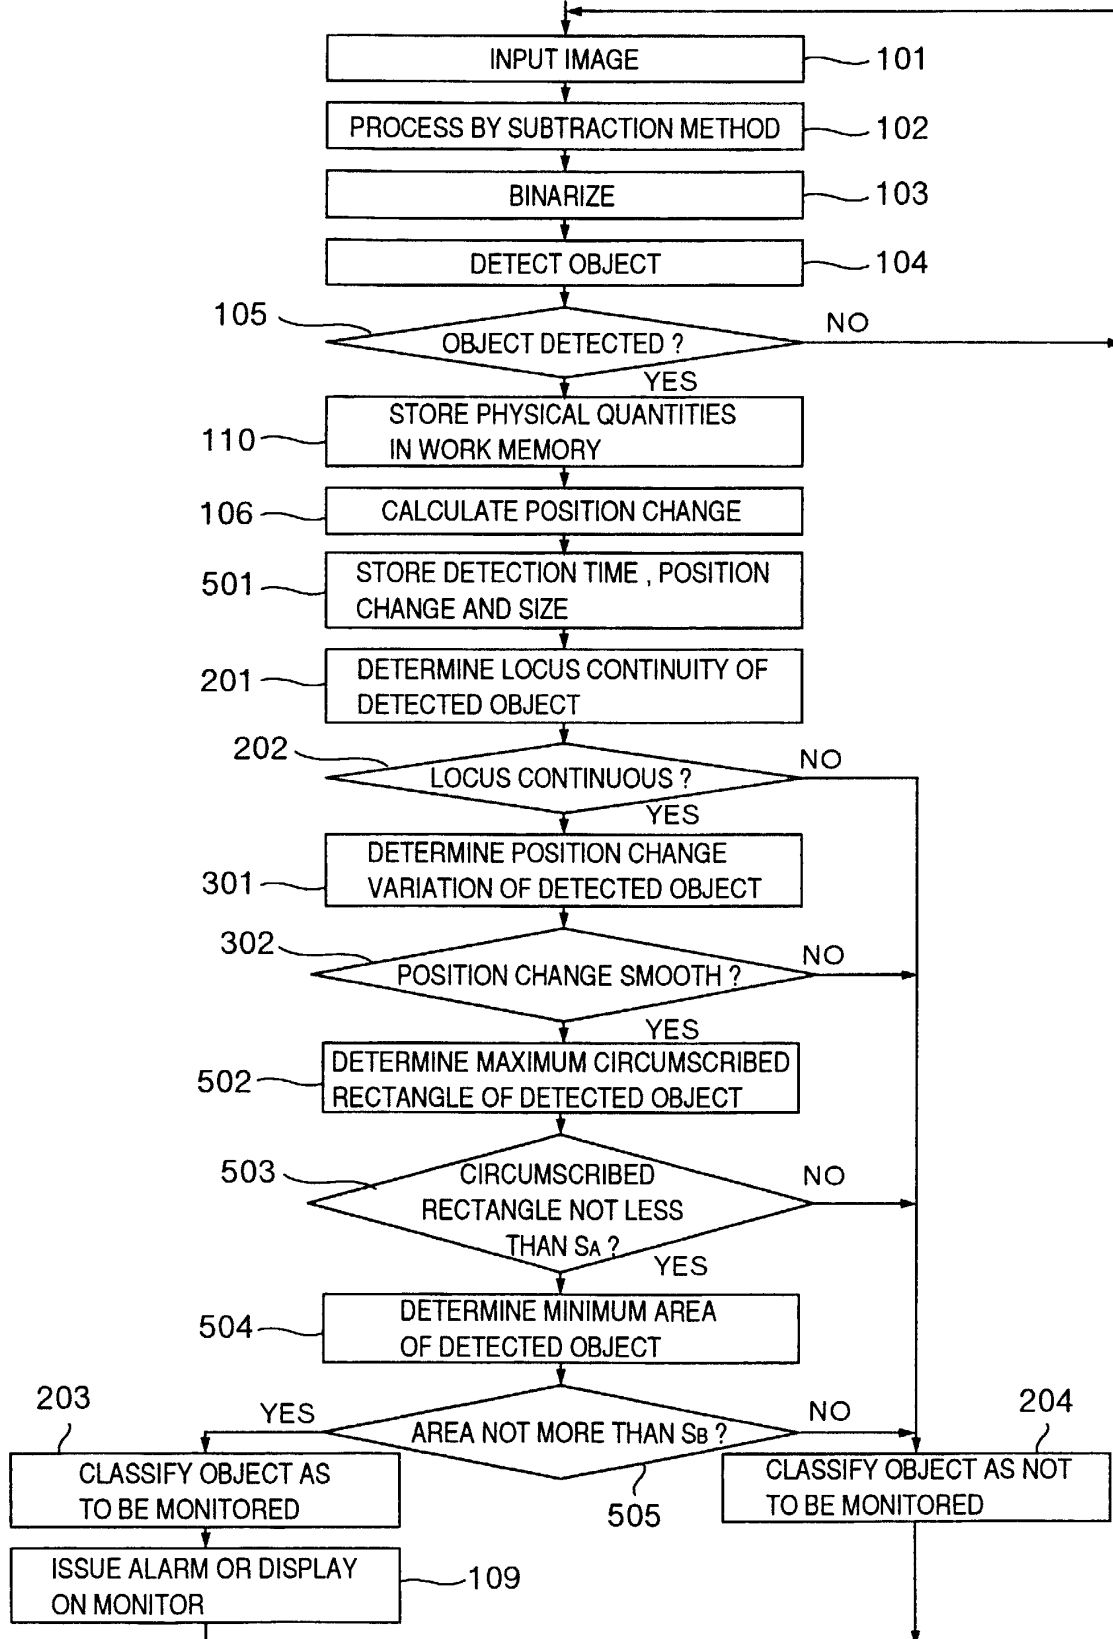 INPUT IMAGE
101
PROCESS BY SUBTRACTION METHOD
102
BINARIZE
103
DETECT OBJECT
104
105
OBJECT DETECTED ?
NO
YES
110
STORE PHYSICAL QUANTITIES
IN WORK MEMORY
106
CALCULATE POSITION CHANGE
501
STORE DETECTION TIME , POSITION
CHANGE AND SIZE
201
DETERMINE LOCUS CONTINUITY OF
DETECTED OBJECT
202
LOCUS CONTINUOUS ?
NO
YES
301
DETERMINE POSITION CHANGE
VARIATION OF DETECTED OBJECT
302
POSITION CHANGE SMOOTH ?
NO
YES
502
DETERMINE MAXIMUM CIRCUMSCRIBED
RECTANGLE OF DETECTED OBJECT
503
CIRCUMSCRIBED
RECTANGLE NOT LESS
THAN SA ?
NO
YES
504
DETERMINE MINIMUM AREA
OF DETECTED OBJECT
203
YES
AREA NOT MORE THAN SB ?
NO
204
505
CLASSIFY OBJECT AS
TO BE MONITORED
CLASSIFY OBJECT AS NOT
TO BE MONITORED
ISSUE ALARM OR DISPLAY
ON MONITOR
109